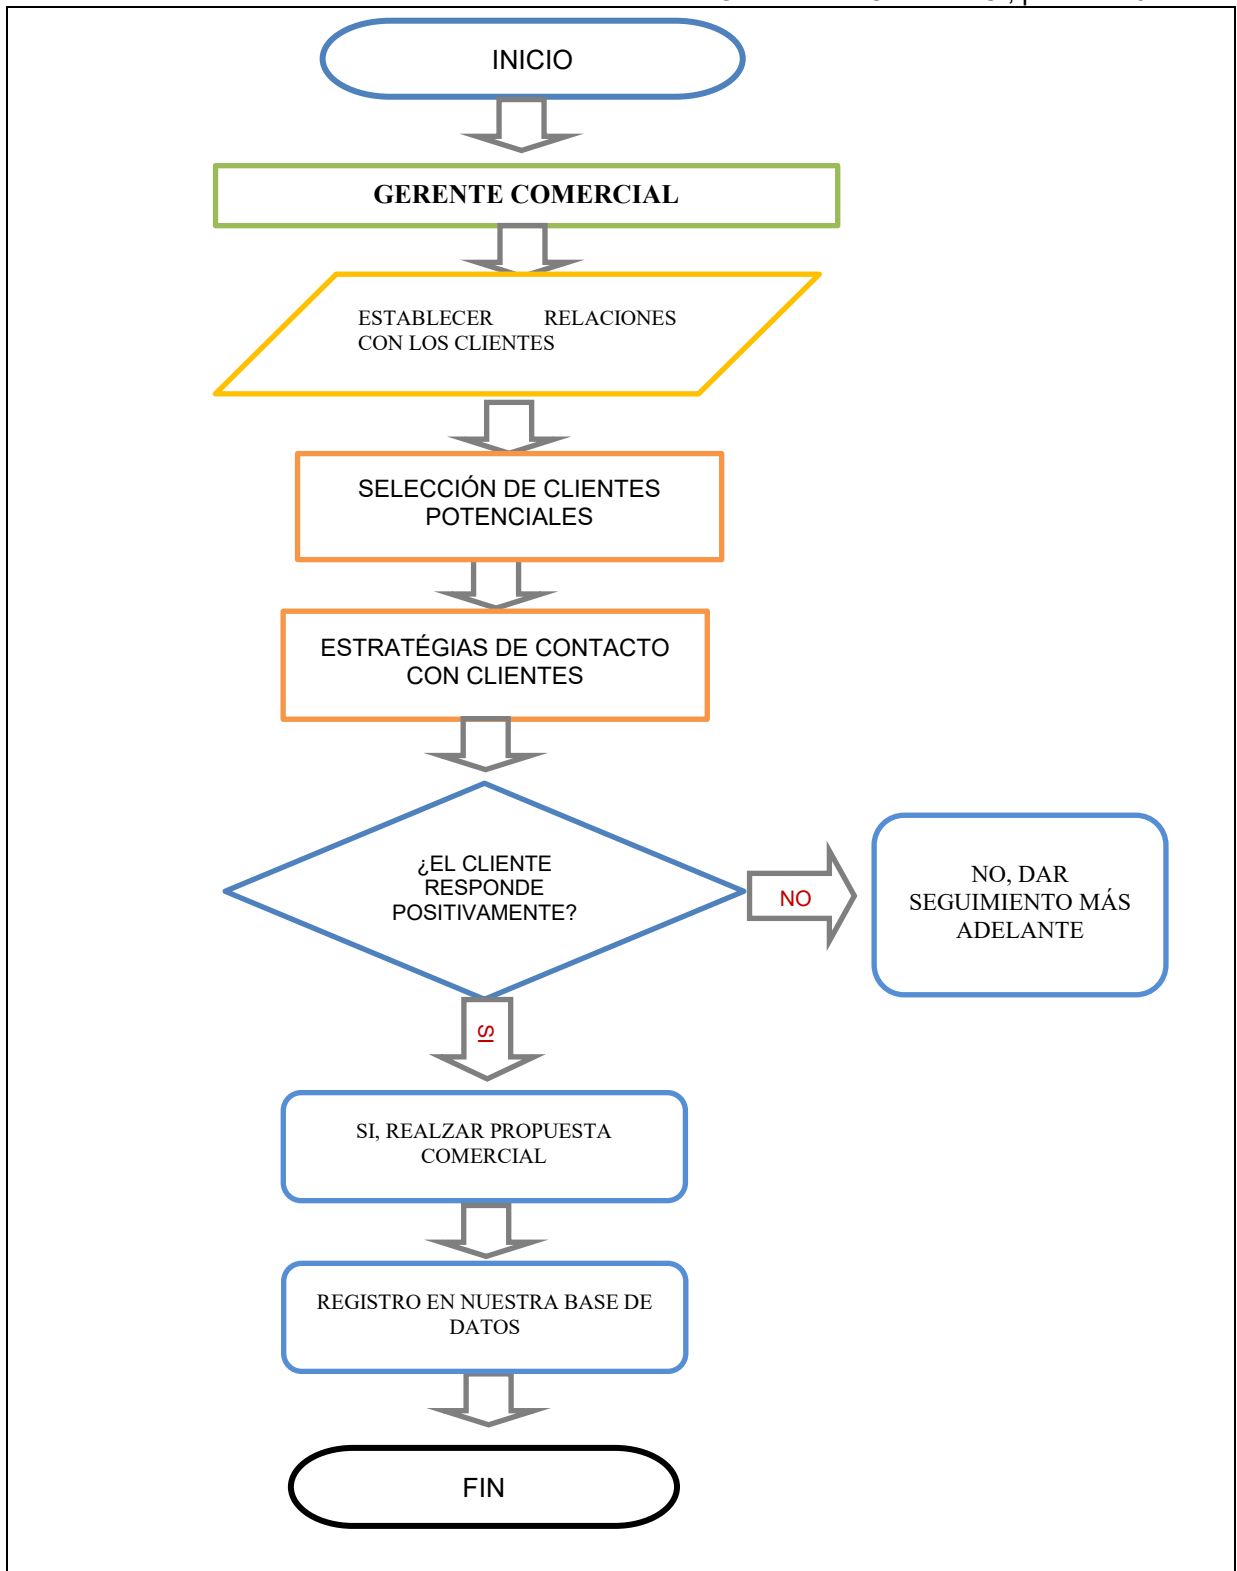 INICIO
GERENTE COMERCIAL
ESTABLECER RELACIONES
CON LOS CLIENTES
SELECCIÓN DE CLIENTES
POTENCIALES
ESTRATÉGIAS DE CONTACTO
CON CLIENTES
¿EL CLIENTE
RESPONDE
POSITIVAMENTE?
NO
NO, DAR
SEGUIMIENTO MÁS
ADELANTE
SI
SI, REALZAR PROPUESTA
COMERCIAL
REGISTRO EN NUESTRA BASE DE
DATOS
FIN